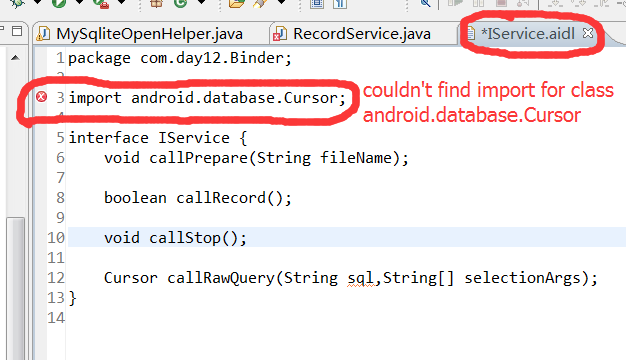 MySqliteOpenHelper.java RecordService.java *IService.aidl
1 package com.day12.Binder;
2
3 import android.database.Cursor;
couldn't find import for class
android.database.Cursor
5 interface IService {
6 void callPrepare(String fileName);
7
8 boolean callRecord();
9
10 void callStop();
11
12 Cursor callRawQuery(String sql,String[] selectionArgs);
13 }
14